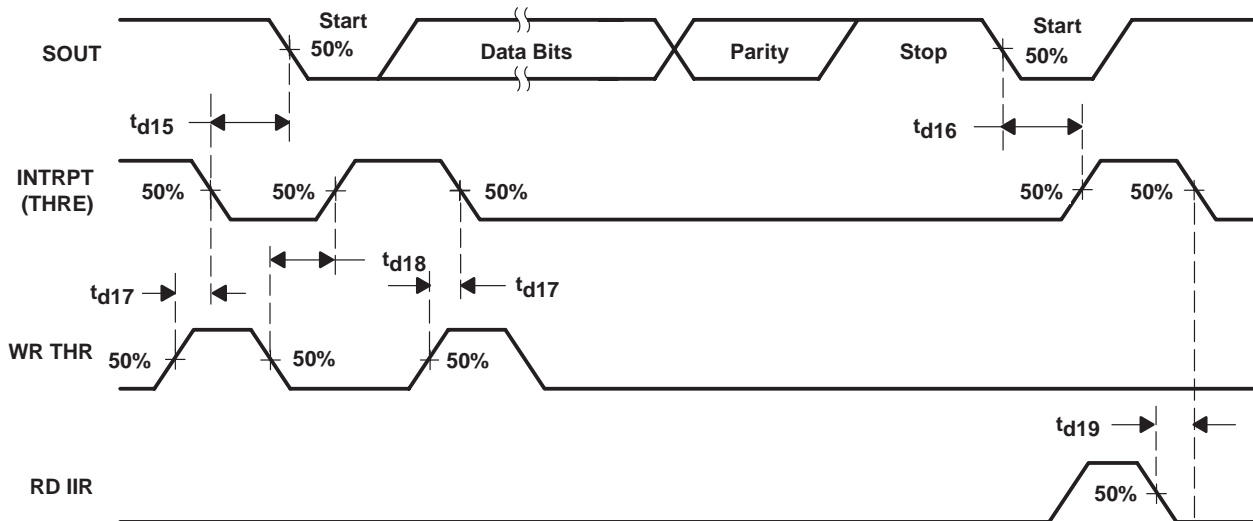 Start
Start
SOUT
50%
Data Bits
Parity
Stop
50%
td15
td16
INTRPT
(THRE)
50%
50%
50%
50%
50%
td18
td17
td17
WR THR
50%
50%
50%
td19
RD IIR
50%